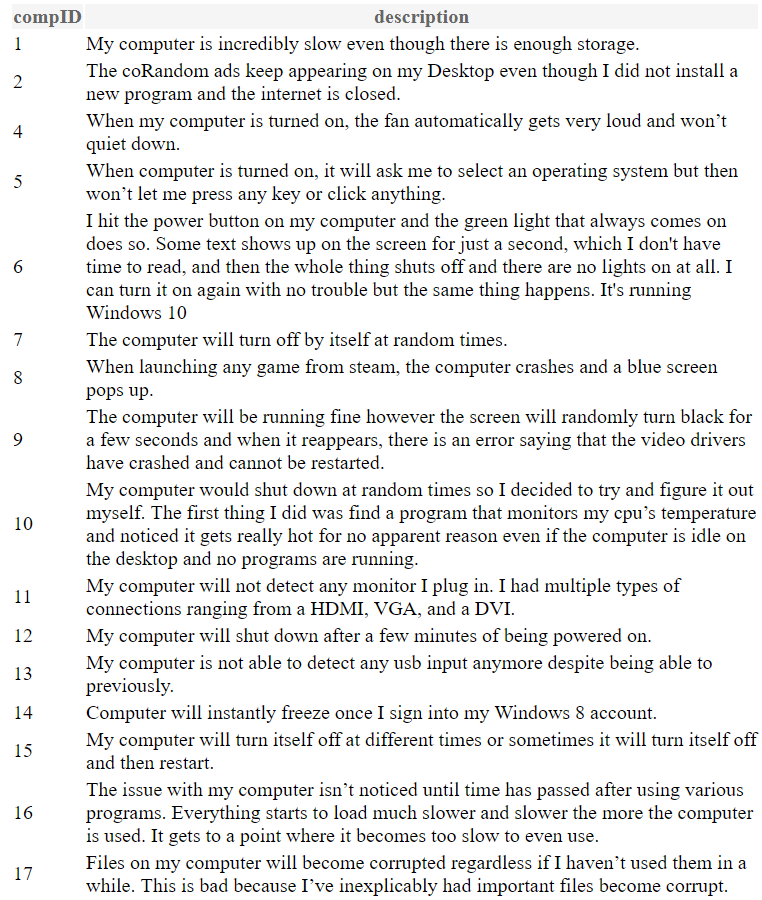 compID description
1 My computer is incredibly slow even though there is enough storage.
2 The coRandom ads keep appearing on my Desktop even though I did not install a
new program and the internet is closed.
4 When my computer is turned on, the fan automatically gets very loud and won’t
quiet down.
5 When computer is turned on, it will ask me to select an operating system but then
won’t let me press any key or click anything.
6 I hit the power button on my computer and the green light that always comes on
does so. Some text shows up on the screen for just a second, which I don't have
time to read, and then the whole thing shuts off and there are no lights on at all. I
can turn it on again with no trouble but the same thing happens. It's running
Windows 10
7 The computer will turn off by itself at random times.
8 When launching any game from steam, the computer crashes and a blue screen
pops up.
9 The computer will be running fine however the screen will randomly turn black for
a few seconds and when it reappears, there is an error saying that the video drivers
have crashed and cannot be restarted.
10 My computer would shut down at random times so I decided to try and figure it out
myself. The first thing I did was find a program that monitors my cpu’s temperature
and noticed it gets really hot for no apparent reason even if the computer is idle on
the desktop and no programs are running.
11 My computer will not detect any monitor I plug in. I had multiple types of
connections ranging from a HDMI, VGA, and a DVI.
12 My computer will shut down after a few minutes of being powered on.
13 My computer is not able to detect any usb input anymore despite being able to
previously.
14 Computer will instantly freeze once I sign into my Windows 8 account.
15 My computer will turn itself off at different times or sometimes it will turn itself off
and then restart.
16 The issue with my computer isn’t noticed until time has passed after using various
programs. Everything starts to load much slower and slower the more the computer
is used. It gets to a point where it becomes too slow to even use.
17 Files on my computer will become corrupted regardless if I haven’t used them in a
while. This is bad because I’ve inexplicably had important files become corrupt.